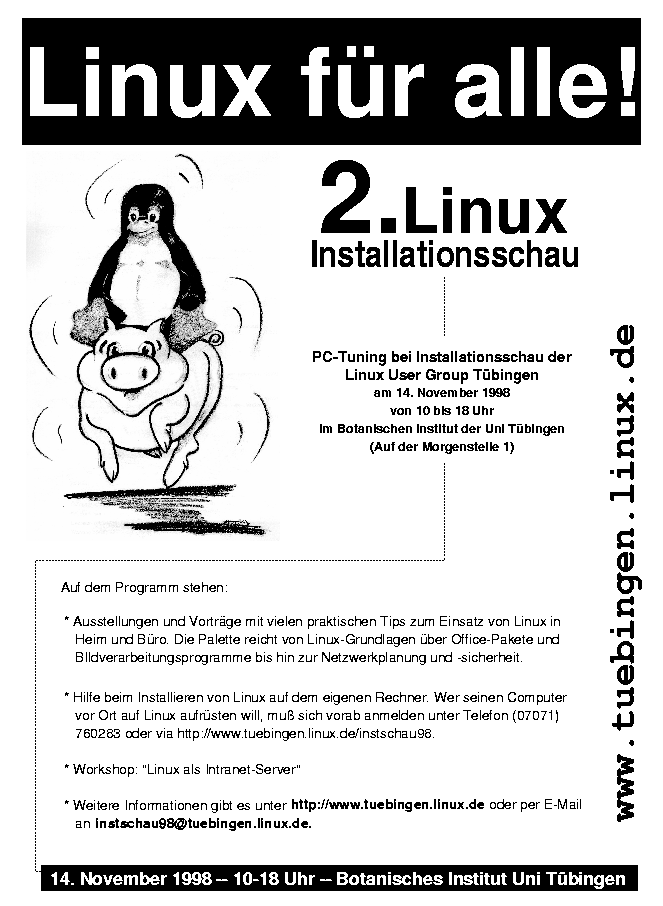 Linux für alle!
2.Linux
Installationsschau
PC-Tuning bei Installationsschau der
Linux User Group Tübingen
am 14. November 1998
von 10 bis 18 Uhr
im Botanischen Institut der Uni Tübingen
(Auf der Morgenstelle 1)
www.tuebingen.linux.de
Auf dem Programm stehen:
* Ausstellungen und Vorträge mit vielen praktischen Tips zum Einsatz von Linux in
Heim und Büro. Die Palette reicht von Linux-Grundlagen über Office-Pakete und
BIldverarbeitungsprogramme bis hin zur Netzwerkplanung und -sicherheit.
* Hilfe beim Installieren von Linux auf dem eigenen Rechner. Wer seinen Computer
vor Ort auf Linux aufrüsten will, muß sich vorab anmelden unter Telefon (07071)
760283 oder via http://www.tuebingen.linux.de/instschau98.
* Workshop: "Linux als Intranet-Server"
* Weitere Informationen gibt es unter http://www.tuebingen.linux.de oder per E-Mail
an instschau98@tuebingen.linux.de.
14. November 1998 -- 10-18 Uhr -- Botanisches Institut Uni Tübingen